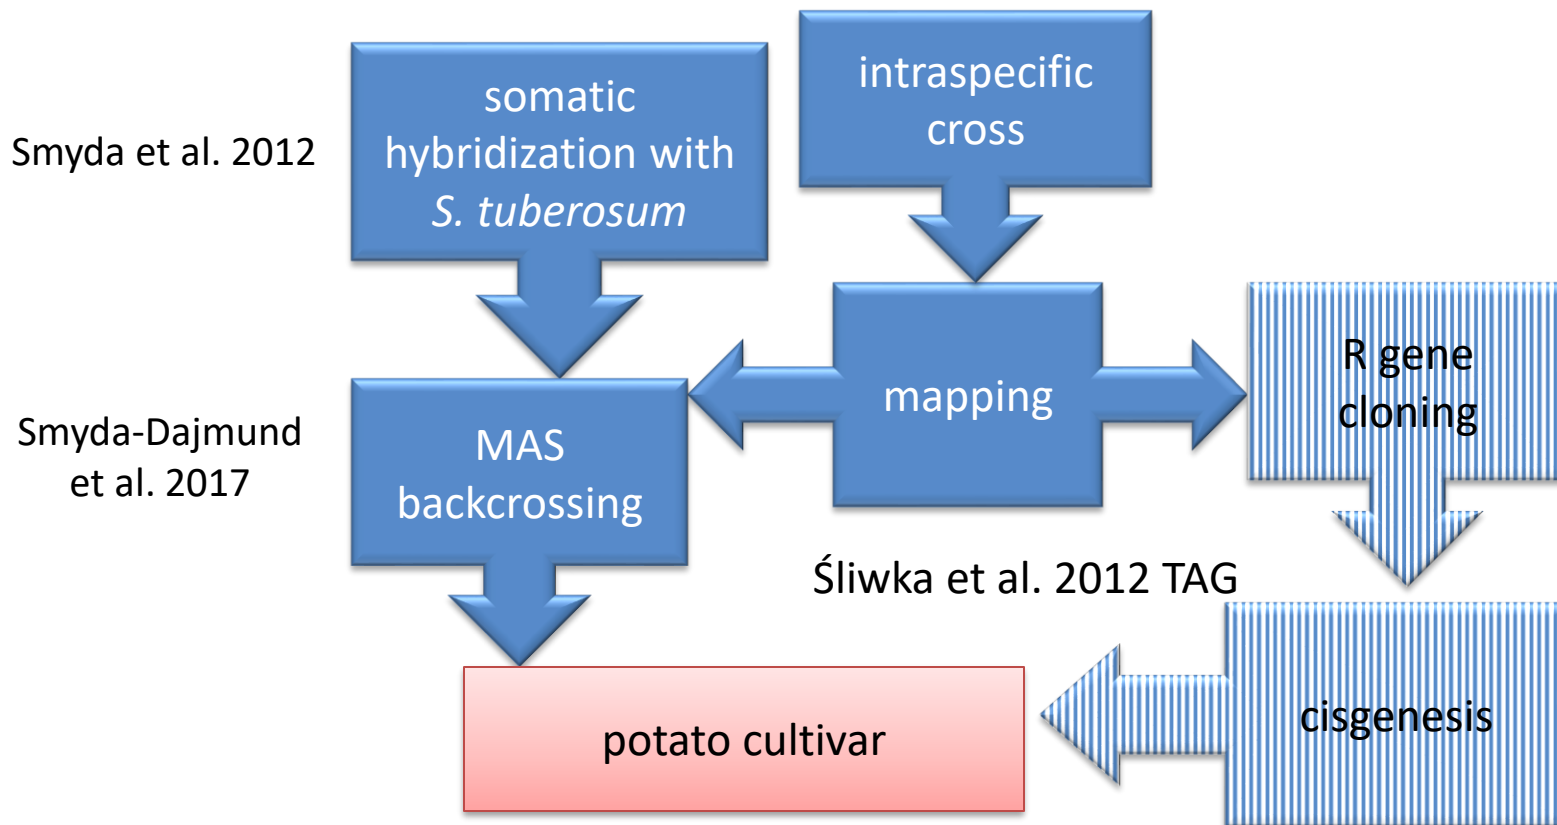 Smyda et al. 2012
somatic
hybridization with
S. tuberosum
intraspecific
cross
Smyda-Dajmund
et al. 2017
MAS
backcrossing
mapping
R gene
cloning
Śliwka et al. 2012 TAG
potato cultivar
cisgenesis